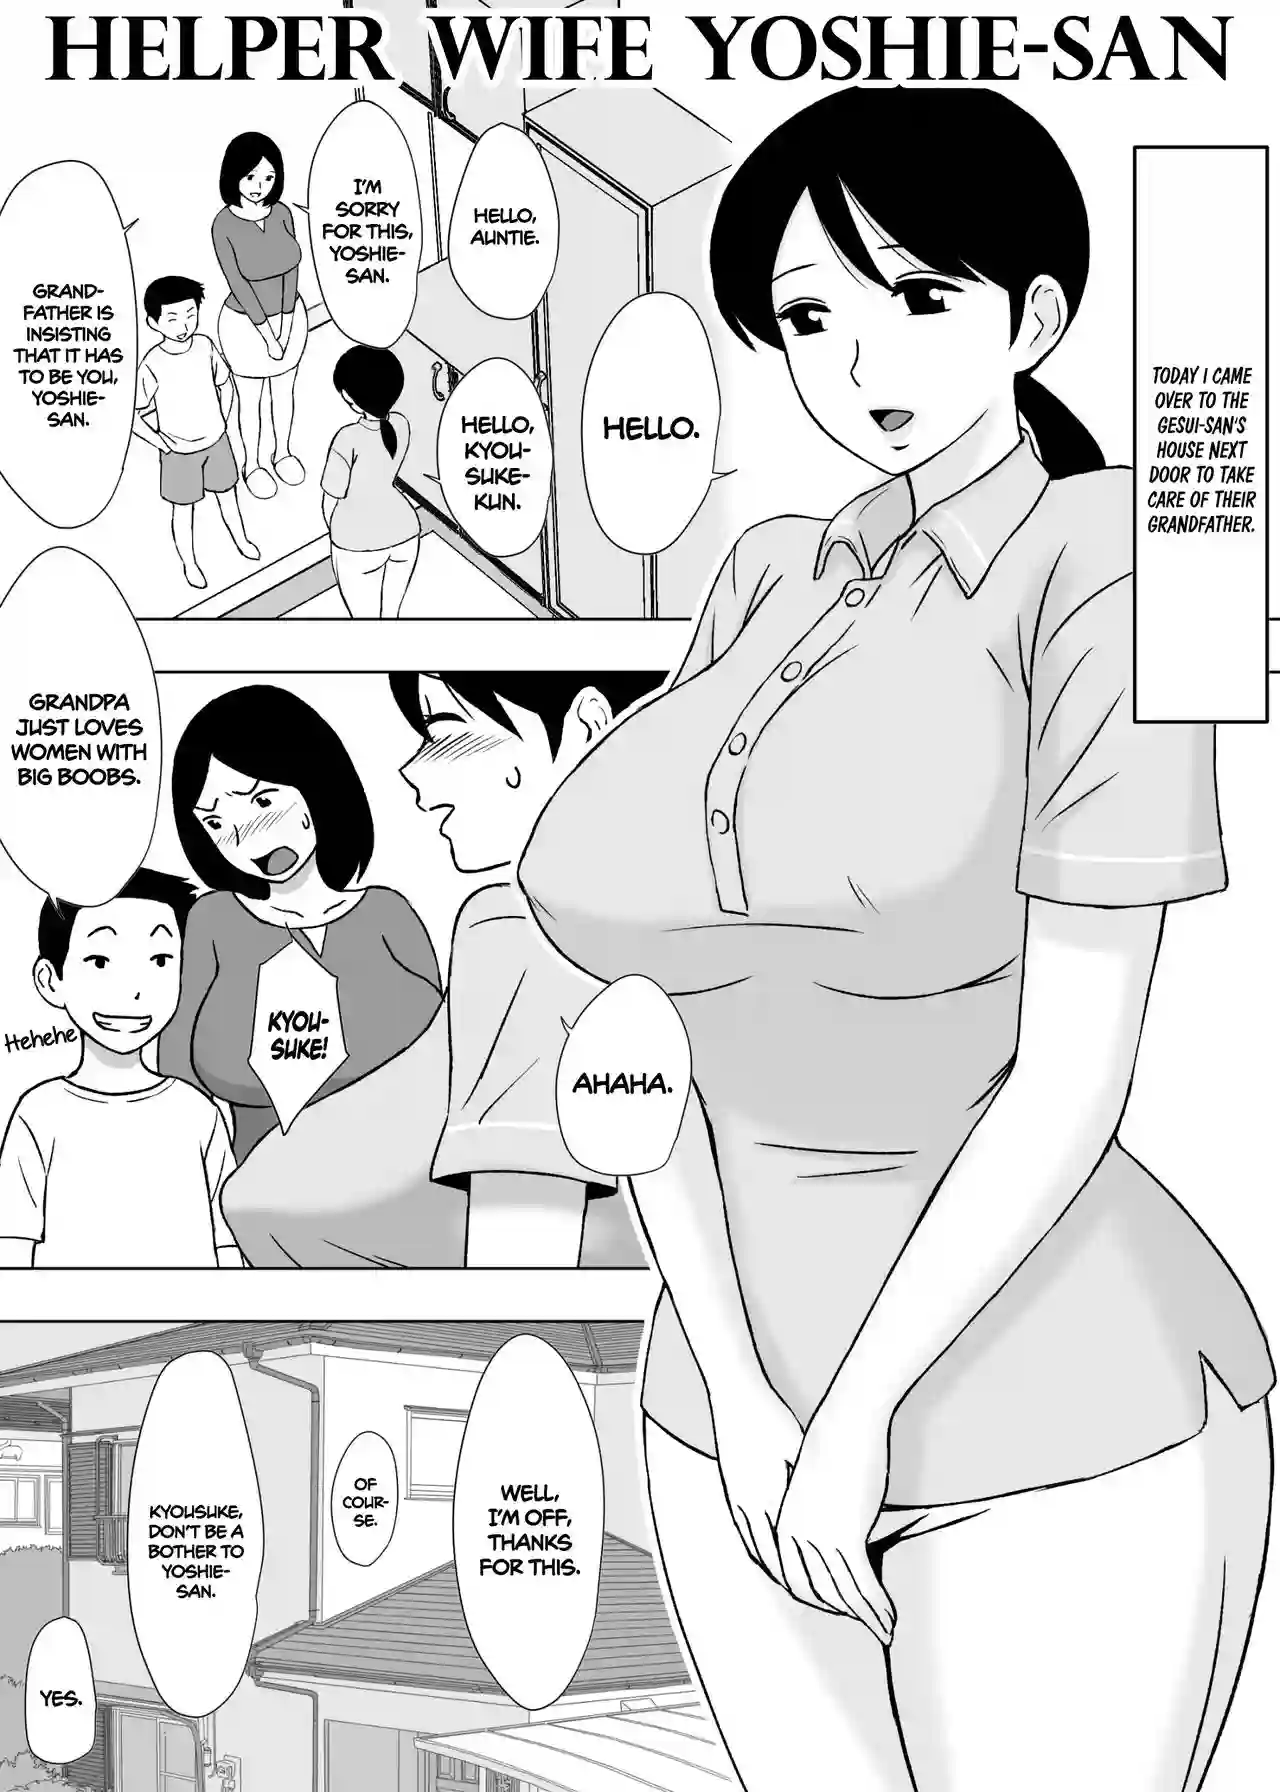 HELPER WIFE YOSHIE-SAN
TODAY I CAME
OVER TO THE
GESUI-SAN'S
HOUSE NEXT
DOOR TO TAKE
CARE OF THEIR
GRANDFATHER.
HELLO.
HELLO,
AUNTIE.
HELLO,
KYOU-
SUKE-
KUN.
I'M
SORRY
FOR THIS,
YOSHIE-
SAN.
GRAND-
FATHER IS
INSISTING
THAT IT HAS
TO BE YOU,
YOSHIE-
SAN.
GRANDPA
JUST LOVES
WOMEN WITH
BIG BOOBS.
Hehehe
KYOU-
SUKE!
AHAHA.
WELL,
I'M OFF,
THANKS
FOR THIS.
OF
COUR-
SE.
KYOUSUKE,
DON'T BE A
BOTHER TO
YOSHIE-
SAN.
YES.